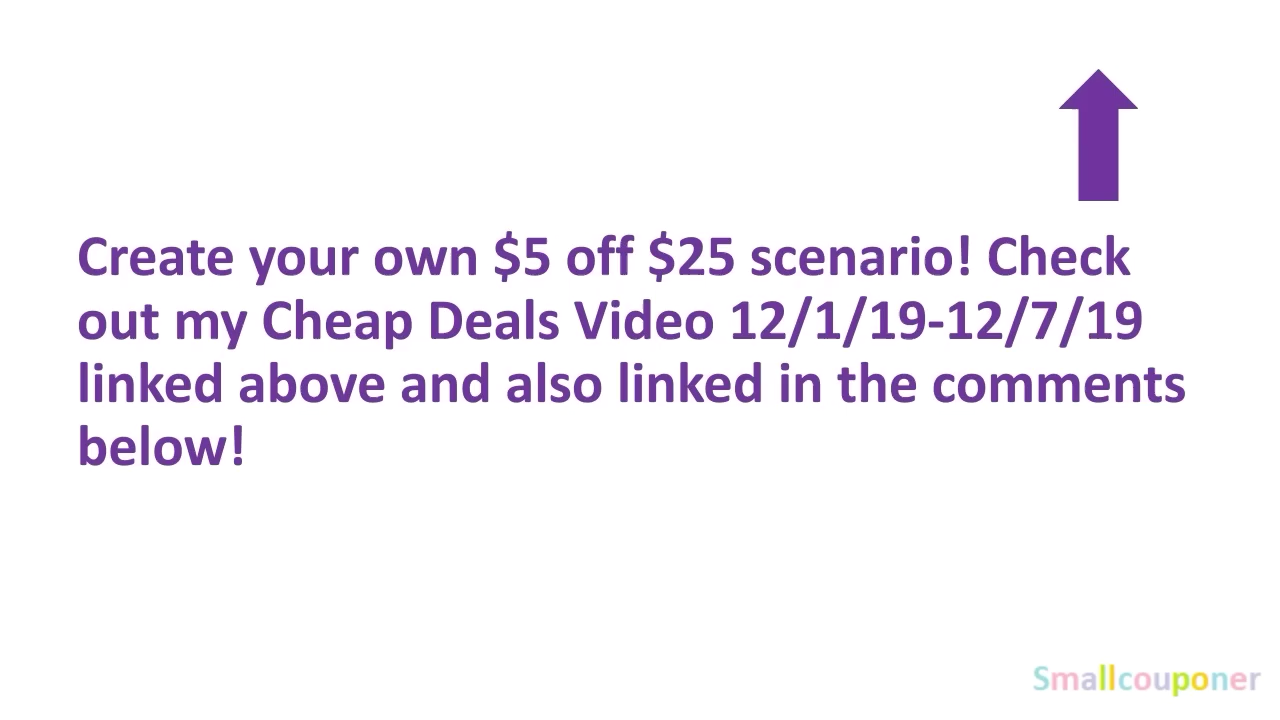 Create your own $5 off $25 scenario! Check
out my Cheap Deals Video 12/1/19-12/7/19
linked above and also linked in the comments
below!
Smallcouponer